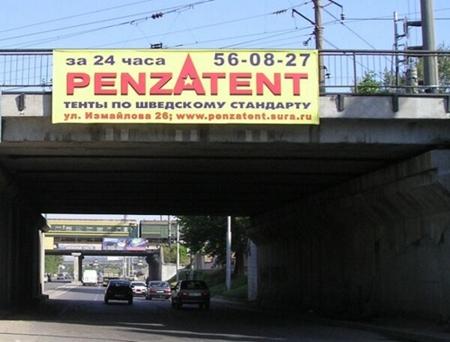 за 24 часа 56-08-27
PENZATENT
ТЕНТЫ ПО ШВЕДСКОМУ СТАНДАРТУ
ул. Измайлова 26; www.penzatent.sura.ru